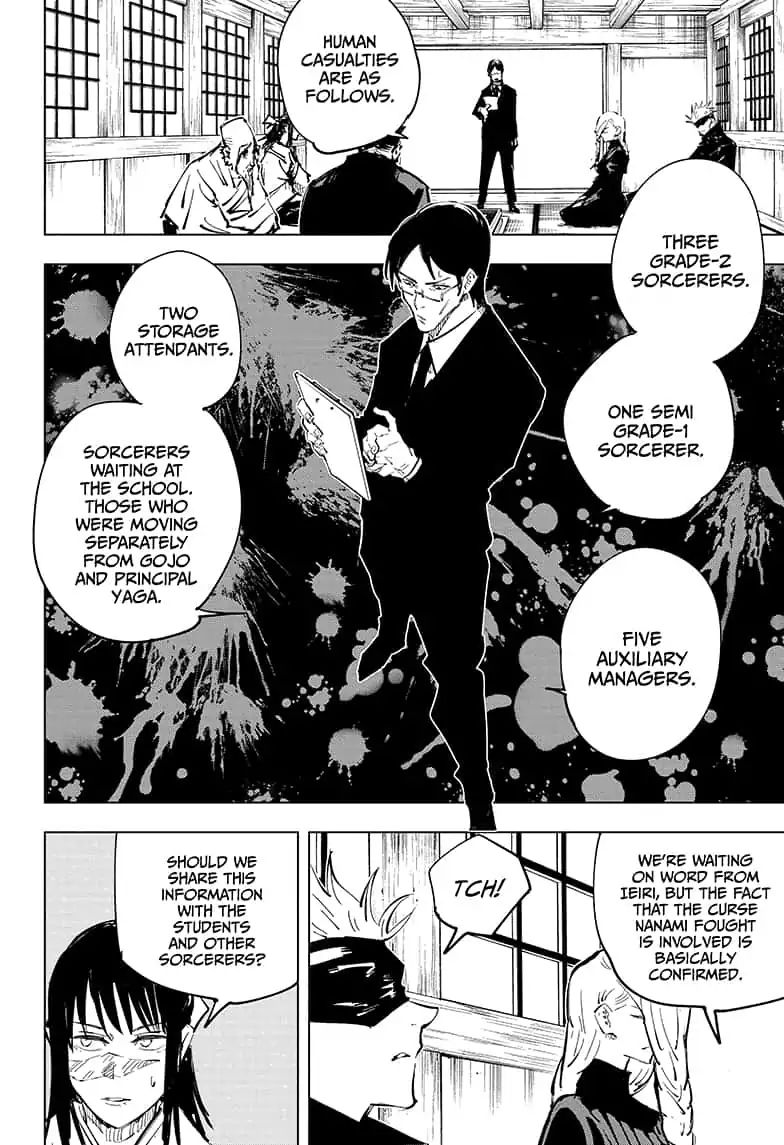 HUMAN
CASUALTIES
ARE AS
FOLLOWS.
THREE
GRADE-2
SORCERERS.
ONE SEMI
GRADE-1
SORCERER.
FIVE
AUXILIARY
MANAGERS.
TWO
STORAGE
ATTENDANTS.
SORCERERS
WAITING AT
THE SCHOOL.
THOSE WHO
WERE MOVING
SEPARATELY
FROM GOJO
AND PRINCIPAL
YAGA.
WE'RE WAITING
ON WORD FROM
IEIRI, BUT THE FACT
THAT THE CURSE
NANAMI FOUGHT
IS INVOLVED IS
BASICALLY
CONFIRMED.
TCH!
SHOULD WE
SHARE THIS
INFORMATION
WITH THE
STUDENTS
AND OTHER
SORCERERS?